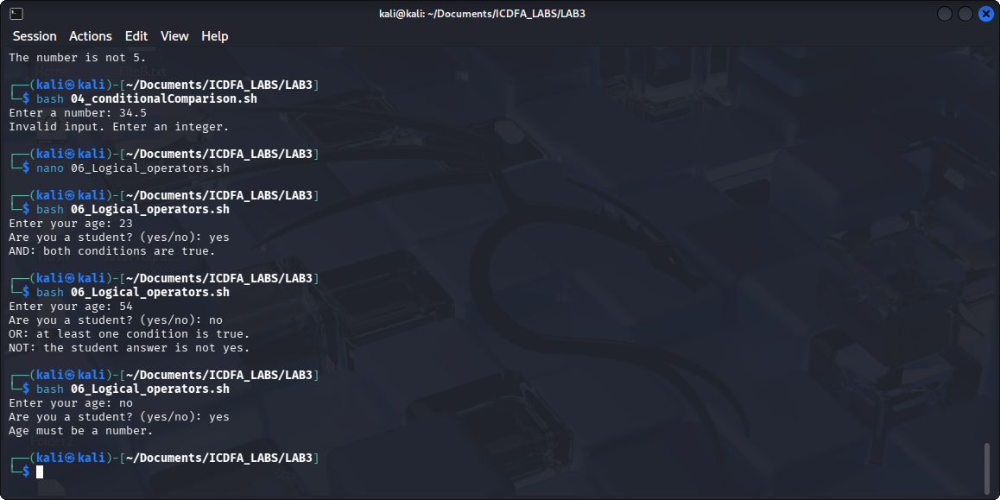 kali@kali: ~/Documents/ICDFA_LABS/LAB3
Session Actions Edit View Help
The number is not 5.
┌──(kali㉿kali)-[~/Documents/ICDFA_LABS/LAB3]
└─$ bash 04_conditionalComparison.sh
Enter a number: 34.5
Invalid input. Enter an integer.
┌──(kali㉿kali)-[~/Documents/ICDFA_LABS/LAB3]
└─$ nano 06_Logical_operators.sh
┌──(kali㉿kali)-[~/Documents/ICDFA_LABS/LAB3]
└─$ bash 06_Logical_operators.sh
Enter your age: 23
Are you a student? (yes/no): yes
AND: both conditions are true.
┌──(kali㉿kali)-[~/Documents/ICDFA_LABS/LAB3]
└─$ bash 06_Logical_operators.sh
Enter your age: 54
Are you a student? (yes/no): no
OR: at least one condition is true.
NOT: the student answer is not yes.
┌──(kali㉿kali)-[~/Documents/ICDFA_LABS/LAB3]
└─$ bash 06_Logical_operators.sh
Enter your age: no
Are you a student? (yes/no): yes
Age must be a number.
Folder2
┌──(kali㉿kali)-[~/Documents/ICDFA_LABS/LAB3]
└─$